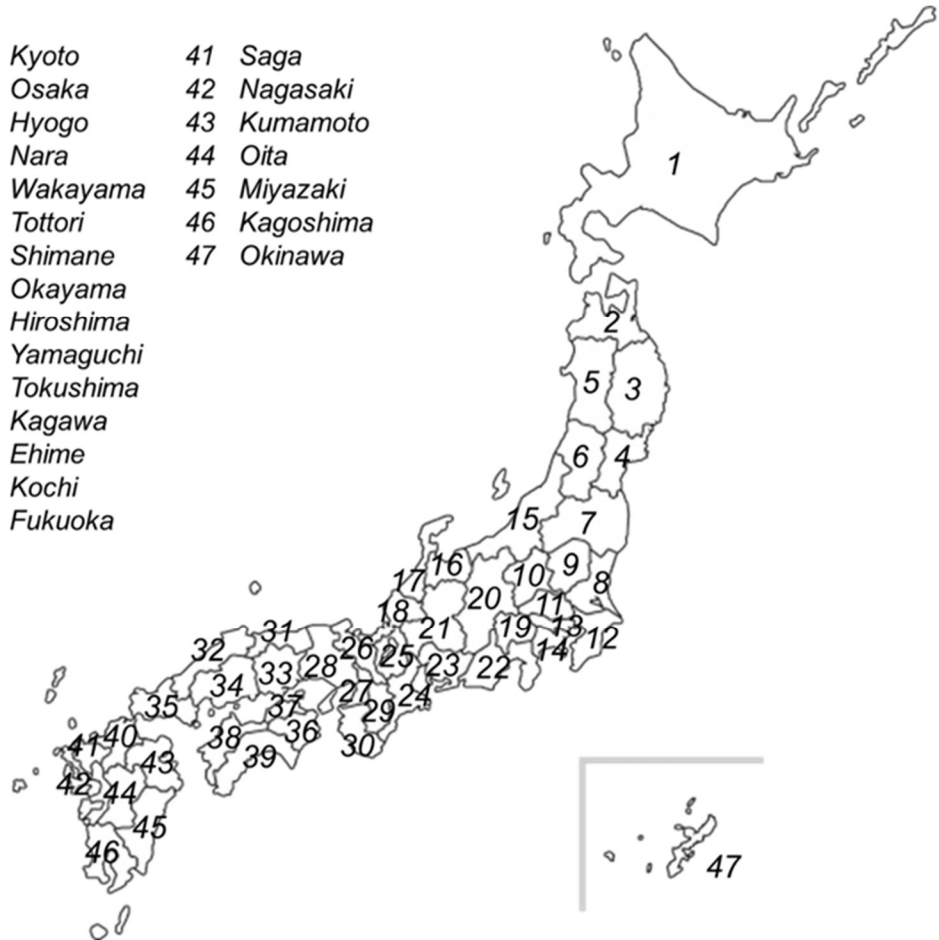 Kyoto 41 Saga
Osaka 42 Nagasaki
Hyogo 43 Kumamoto
Nara 44 Oita
Wakayama 45 Miyazaki
Tottori 46 Kagoshima
Shimane 47 Okinawa
Okayama
Hiroshima
Yamaguchi
Tokushima
Kagawa
Ehime
Kochi
Fukuoka
1
2
5 3
6 4
15 7
16 9
17 10 8
18 20 11
21 19 13 12
31 26 14
32 25
33 28 23 22
34 27 24
35 37 29
38 36
41 40 39 30
43
42 44
45
46
47